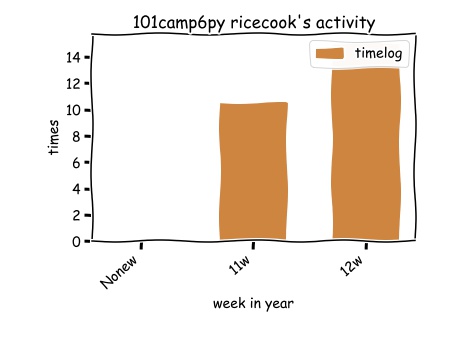 101camp6py ricecook's activity
timelog
14
12
10
8
6
4
2
0
times
Nonew
11w
12w
week in year